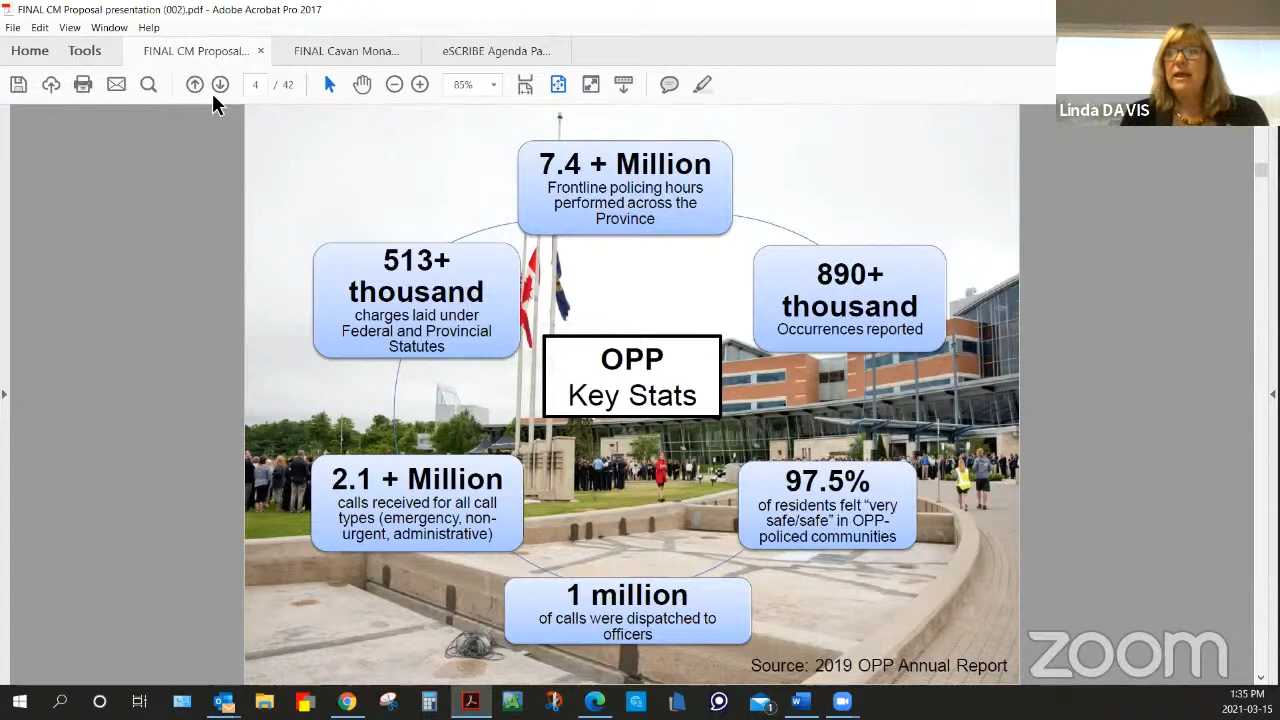 FINAL CM Proposal presentation (002).pdf - Adobe Acrobat Pro 2017
File Edit View Window Help
Home Tools FINAL CM Proposal... × FINAL Cavan Mona... eSCRIBE Agenda Pa...
4 / 42 85%
Linda DAVIS
7.4 + Million
Frontline policing hours
performed across the
Province
513+
thousand
charges laid under
Federal and Provincial
Statutes
890+
thousand
Occurrences reported
OPP
Key Stats
2.1 + Million
calls received for all call
types (emergency, non-
urgent, administrative)
97.5%
of residents felt “very
safe/safe” in OPP-
policed communities
1 million
of calls were dispatched to
officers
Source: 2019 OPP Annual Report
zoom
1:35 PM
2021-03-15